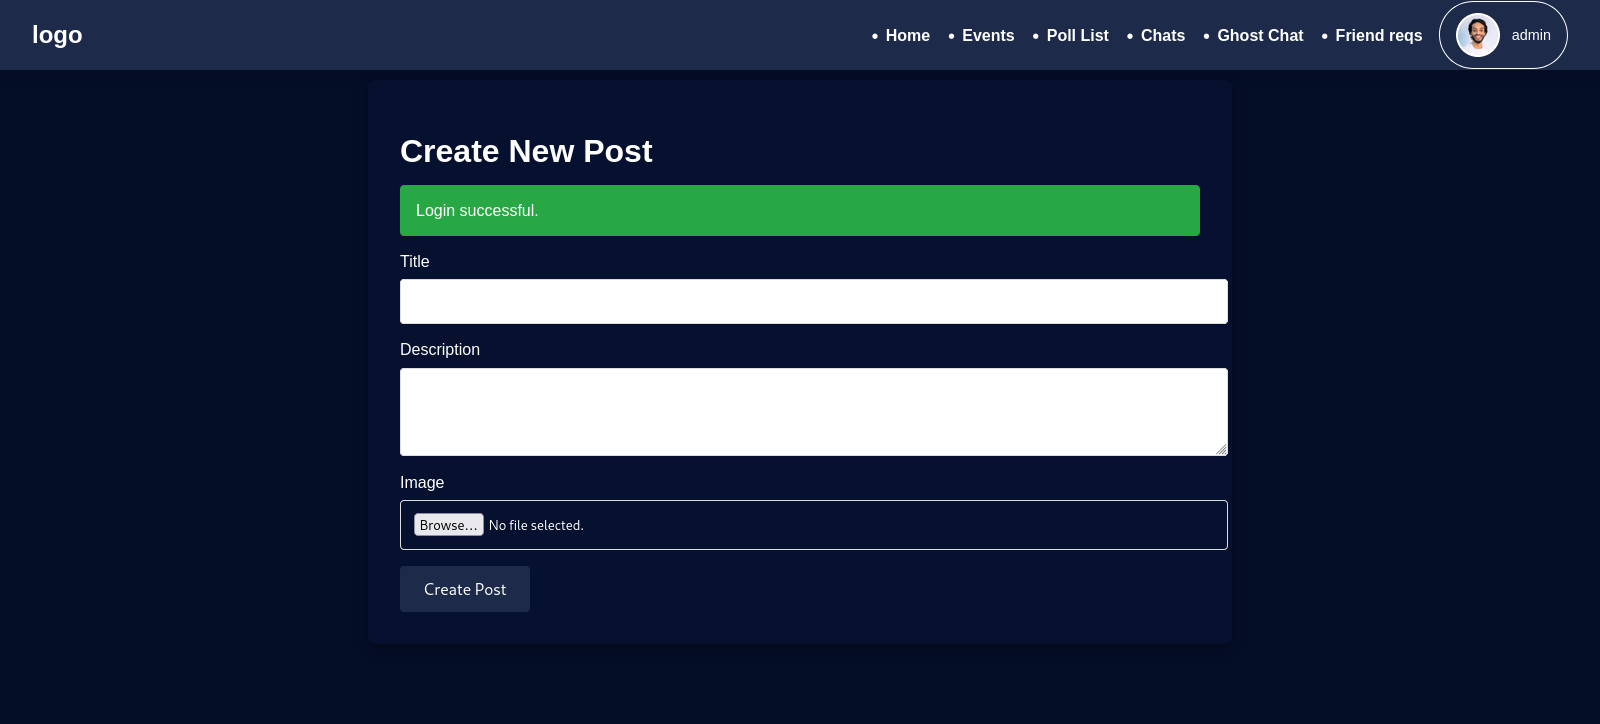 logo
• Home • Events • Poll List • Chats • Ghost Chat • Friend reqs admin
Create New Post
Login successful.
Title
Description
Image
Browse... No file selected.
Create Post